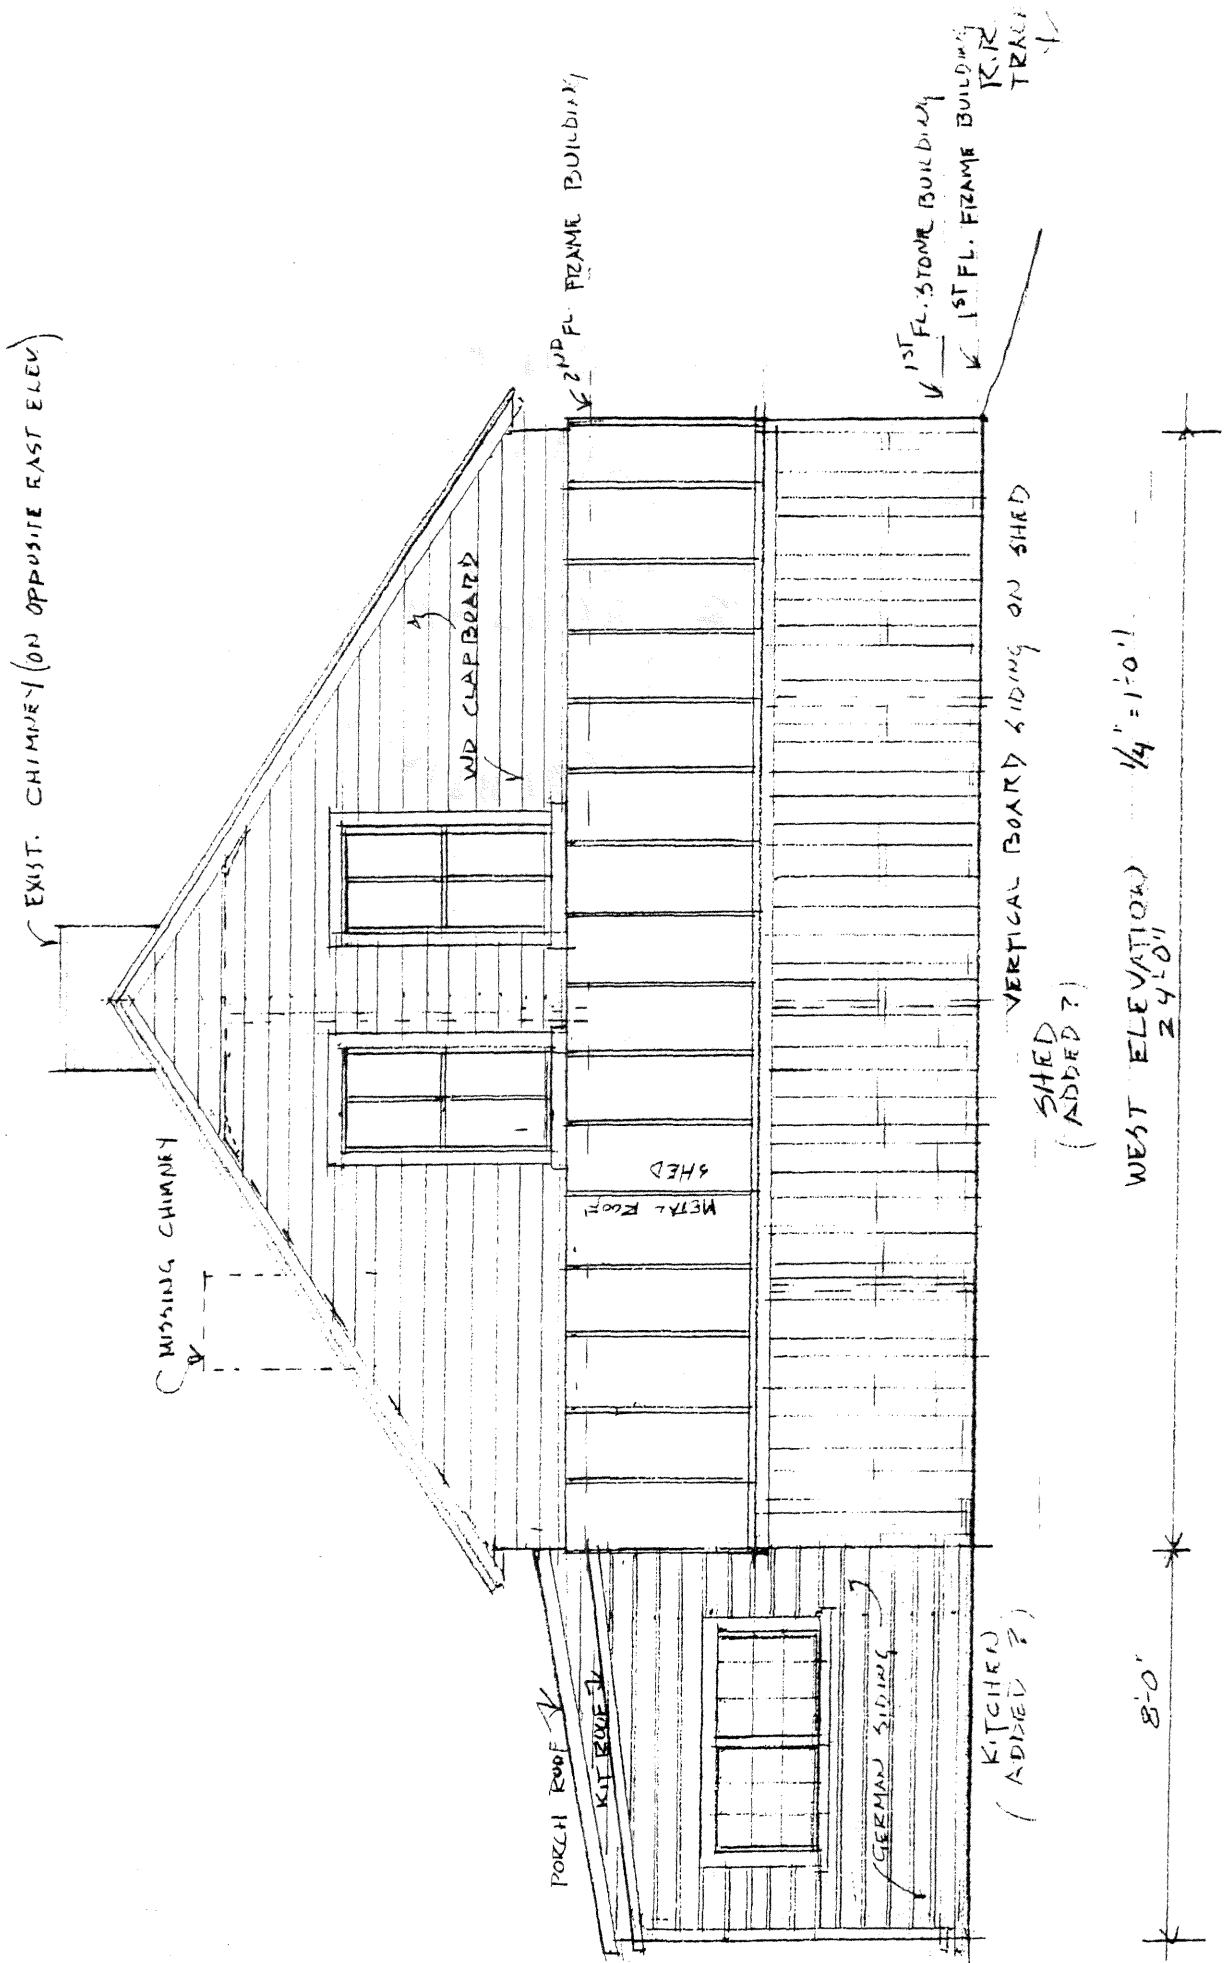 EXIST. CHIMNEY (ON OPPOSITE EAST ELEV)
MISSING CHIMNEY
WD CLAPBOARD
2ND FL. FRAME BUILDING
PORCH ROOF
KIT ROOF
METAL ROOF
SHED
1ST FL. STONE BUILDING
1ST FL. FRAME BUILDING
R.R
TRACK
GERMAN SIDING
VERTICAL BOARD SIDING ON SHED
KITCHEN
(ADDED ?)
SHED
(ADDED ?)
WEST ELEVATION 1/4" = 1'-0"
8'-0"
24'-0"